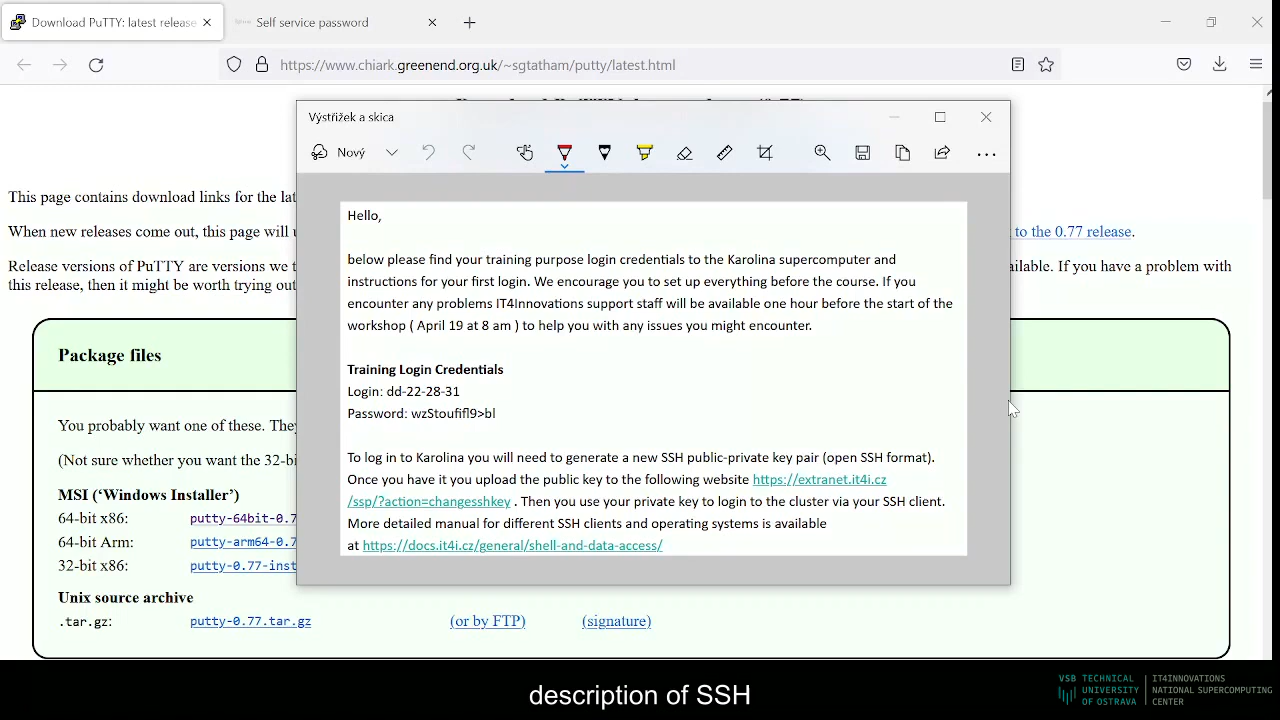 Download PuTTY: latest release
Self service password
https://www.chiark.greenend.org.uk/~sgtatham/putty/latest.html
Výstřižek a skica
Nový
This page contains download links for the lat
When new releases come out, this page will u
to the 0.77 release.
Release versions of PuTTY are versions we t
ailable. If you have a problem with
this release, then it might be worth trying out
Hello,
below please find your training purpose login credentials to the Karolina supercomputer and
instructions for your first login. We encourage you to set up everything before the course. If you
encounter any problems IT4Innovations support staff will be available one hour before the start of the
workshop ( April 19 at 8 am ) to help you with any issues you might encounter.
Training Login Credentials
Login: dd-22-28-31
Password: wzStoufifl9>bl
To log in to Karolina you will need to generate a new SSH public-private key pair (open SSH format).
Once you have it you upload the public key to the following website https://extranet.it4i.cz
/ssp/?action=changesshkey . Then you use your private key to login to the cluster via your SSH client.
More detailed manual for different SSH clients and operating systems is available
at https://docs.it4i.cz/general/shell-and-data-access/
Package files
You probably want one of these. They
(Not sure whether you want the 32-bi
MSI (‘Windows Installer’)
64-bit x86: putty-64bit-0.7
64-bit Arm: putty-arm64-0.7
32-bit x86: putty-0.77-inst
Unix source archive
.tar.gz: putty-0.77.tar.gz (or by FTP) (signature)
description of SSH
VSB TECHNICAL
UNIVERSITY
OF OSTRAVA
IT4INNOVATIONS
NATIONAL SUPERCOMPUTING
CENTER